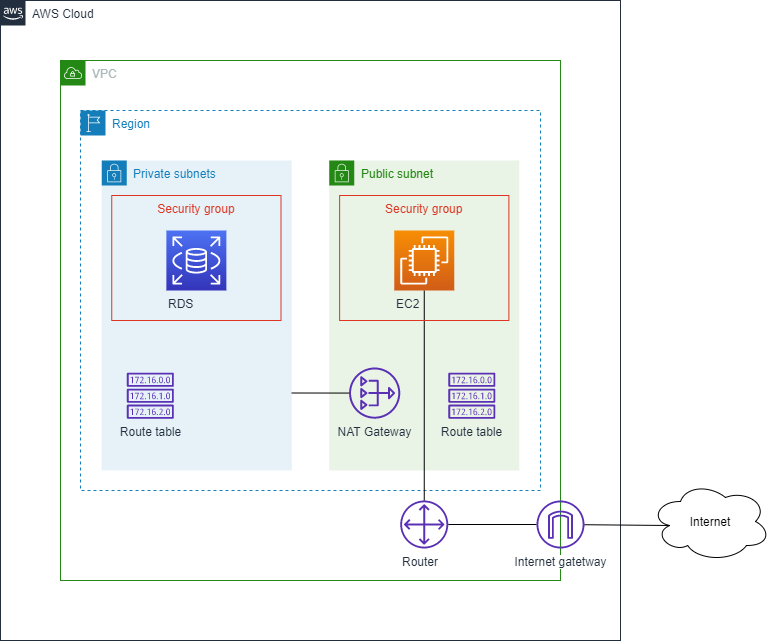 aws
AWS Cloud
VPC
Region
Private subnets
Public subnet
Security group
Security group
RDS
EC2
172.16.0.0
172.16.1.0
172.16.2.0
Route table
NAT Gateway
172.16.0.0
172.16.1.0
172.16.2.0
Route table
Internet
Router
Internet gatetway